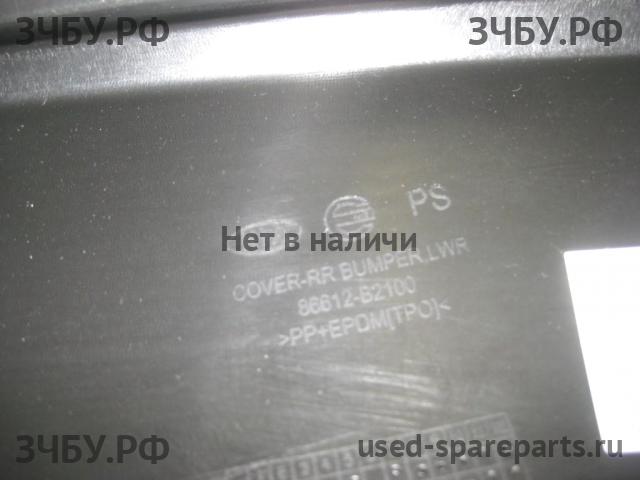 ЗЧБУ.РФ ЗЧБУ.РФ
PS
Нет в наличи
COVER-RR BUMPER.LWR
86612-B2100
>PP+EPDM[TPO]<
ЗЧБУ.РФ used-spareparts.ru